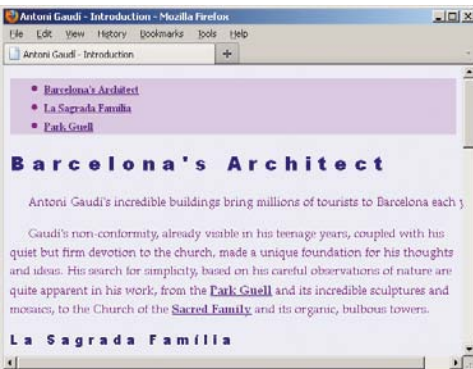 Antoni Gaudi - Introduction - Mozilla Firefox
File Edit View History Bookmarks Tools Help
Antoni Gaudí - Introduction
Barcelona's Architect
La Sagrada Família
Park Guell
Barcelona's Architect
Antoni Gaudí's incredible buildings bring millions of tourists to Barcelona each y
Gaudí's non-conformity, already visible in his teenage years, coupled with his
quiet but firm devotion to the church, made a unique foundation for his thoughts
and ideas. His search for simplicity, based on his careful observations of nature are
quite apparent in his work, from the Park Guell and its incredible sculptures and
mosaics, to the Church of the Sacred Family and its organic, bulbous towers.
La Sagrada Família